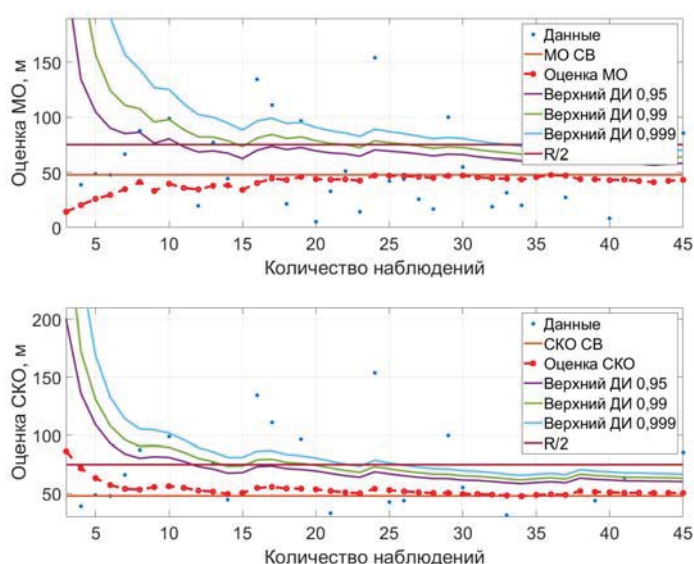 Оценка МО, м
150
100
50
0
Данные
МО СВ
Оценка МО
Верхний ДИ 0,95
Верхний ДИ 0,99
Верхний ДИ 0,999
R/2
5 10 15 20 25 30 35 40 45
Количество наблюдений
Оценка СКО, м
200
150
100
50
Данные
СКО СВ
Оценка СКО
Верхний ДИ 0,95
Верхний ДИ 0,99
Верхний ДИ 0,999
R/2
5 10 15 20 25 30 35 40 45
Количество наблюдений